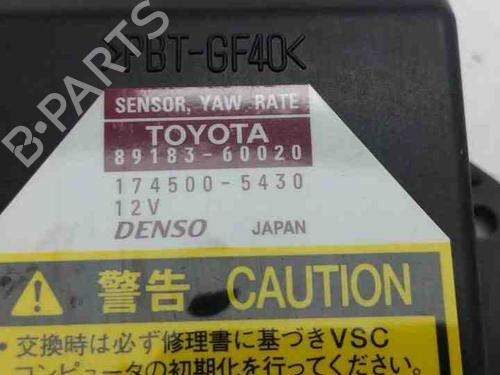 >PBT-GF40<
SENSOR, YAW RATE
TOYOTA
89183-60020
174500-5430
12V
DENSO JAPAN
警告 CAUTION
・交換時は必ず修理書に基づきVSC
コンピュータの初期化を行ってください。